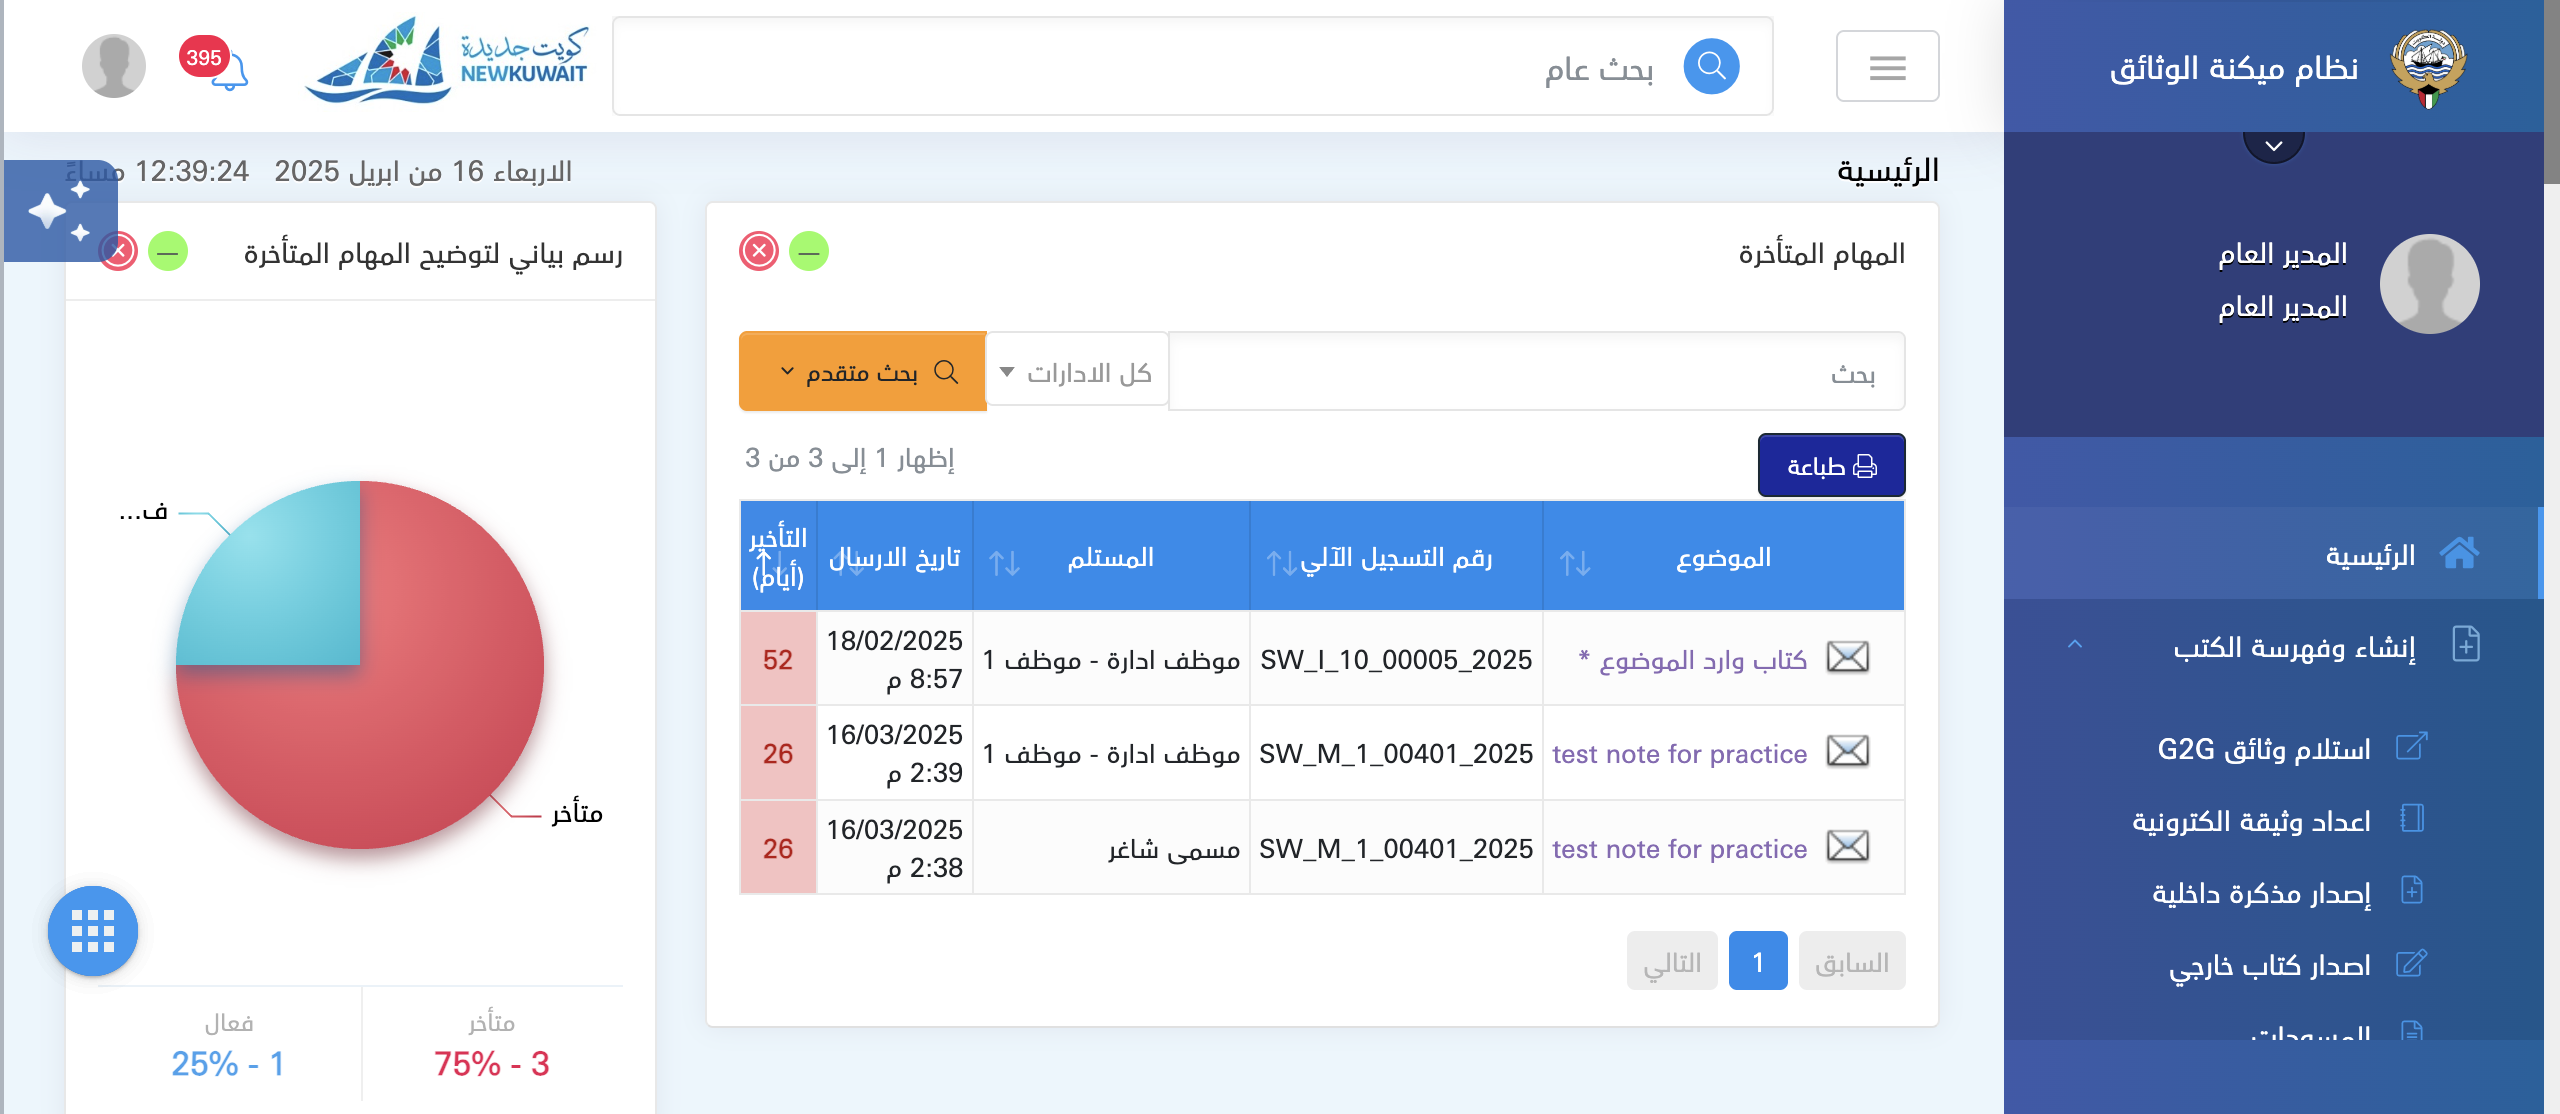 نظام ميكنة الوثائق
بحث عام
كويت جديدة
NEWKUWAIT
395
المدير العام
المدير العام
الرئيسية
إنشاء وفهرسة الكتب
استلام وثائق G2G
اعداد وثيقة الكترونية
إصدار مذكرة داخلية
اصدار كتاب خارجي
المسودات
الرئيسية
الاربعاء 16 من ابريل 2025 12:39:24 مساءً
المهام المتأخرة
بحث
كل الادارات
بحث متقدم
طباعة
إظهار 1 إلى 3 من 3
الموضوع رقم التسجيل الآلي المستلم تاريخ الارسال التأخير (أيام)
كتاب وارد الموضوع * SW_I_10_00005_2025 موظف ادارة - موظف 1 18/02/2025 8:57 م 52
test note for practice SW_M_1_00401_2025 موظف ادارة - موظف 1 16/03/2025 2:39 م 26
test note for practice SW_M_1_00401_2025 مسمى شاغر 16/03/2025 2:38 م 26
السابق 1 التالي
رسم بياني لتوضيح المهام المتأخرة
ف...
متأخر
متأخر
75% - 3
فعال
25% - 1